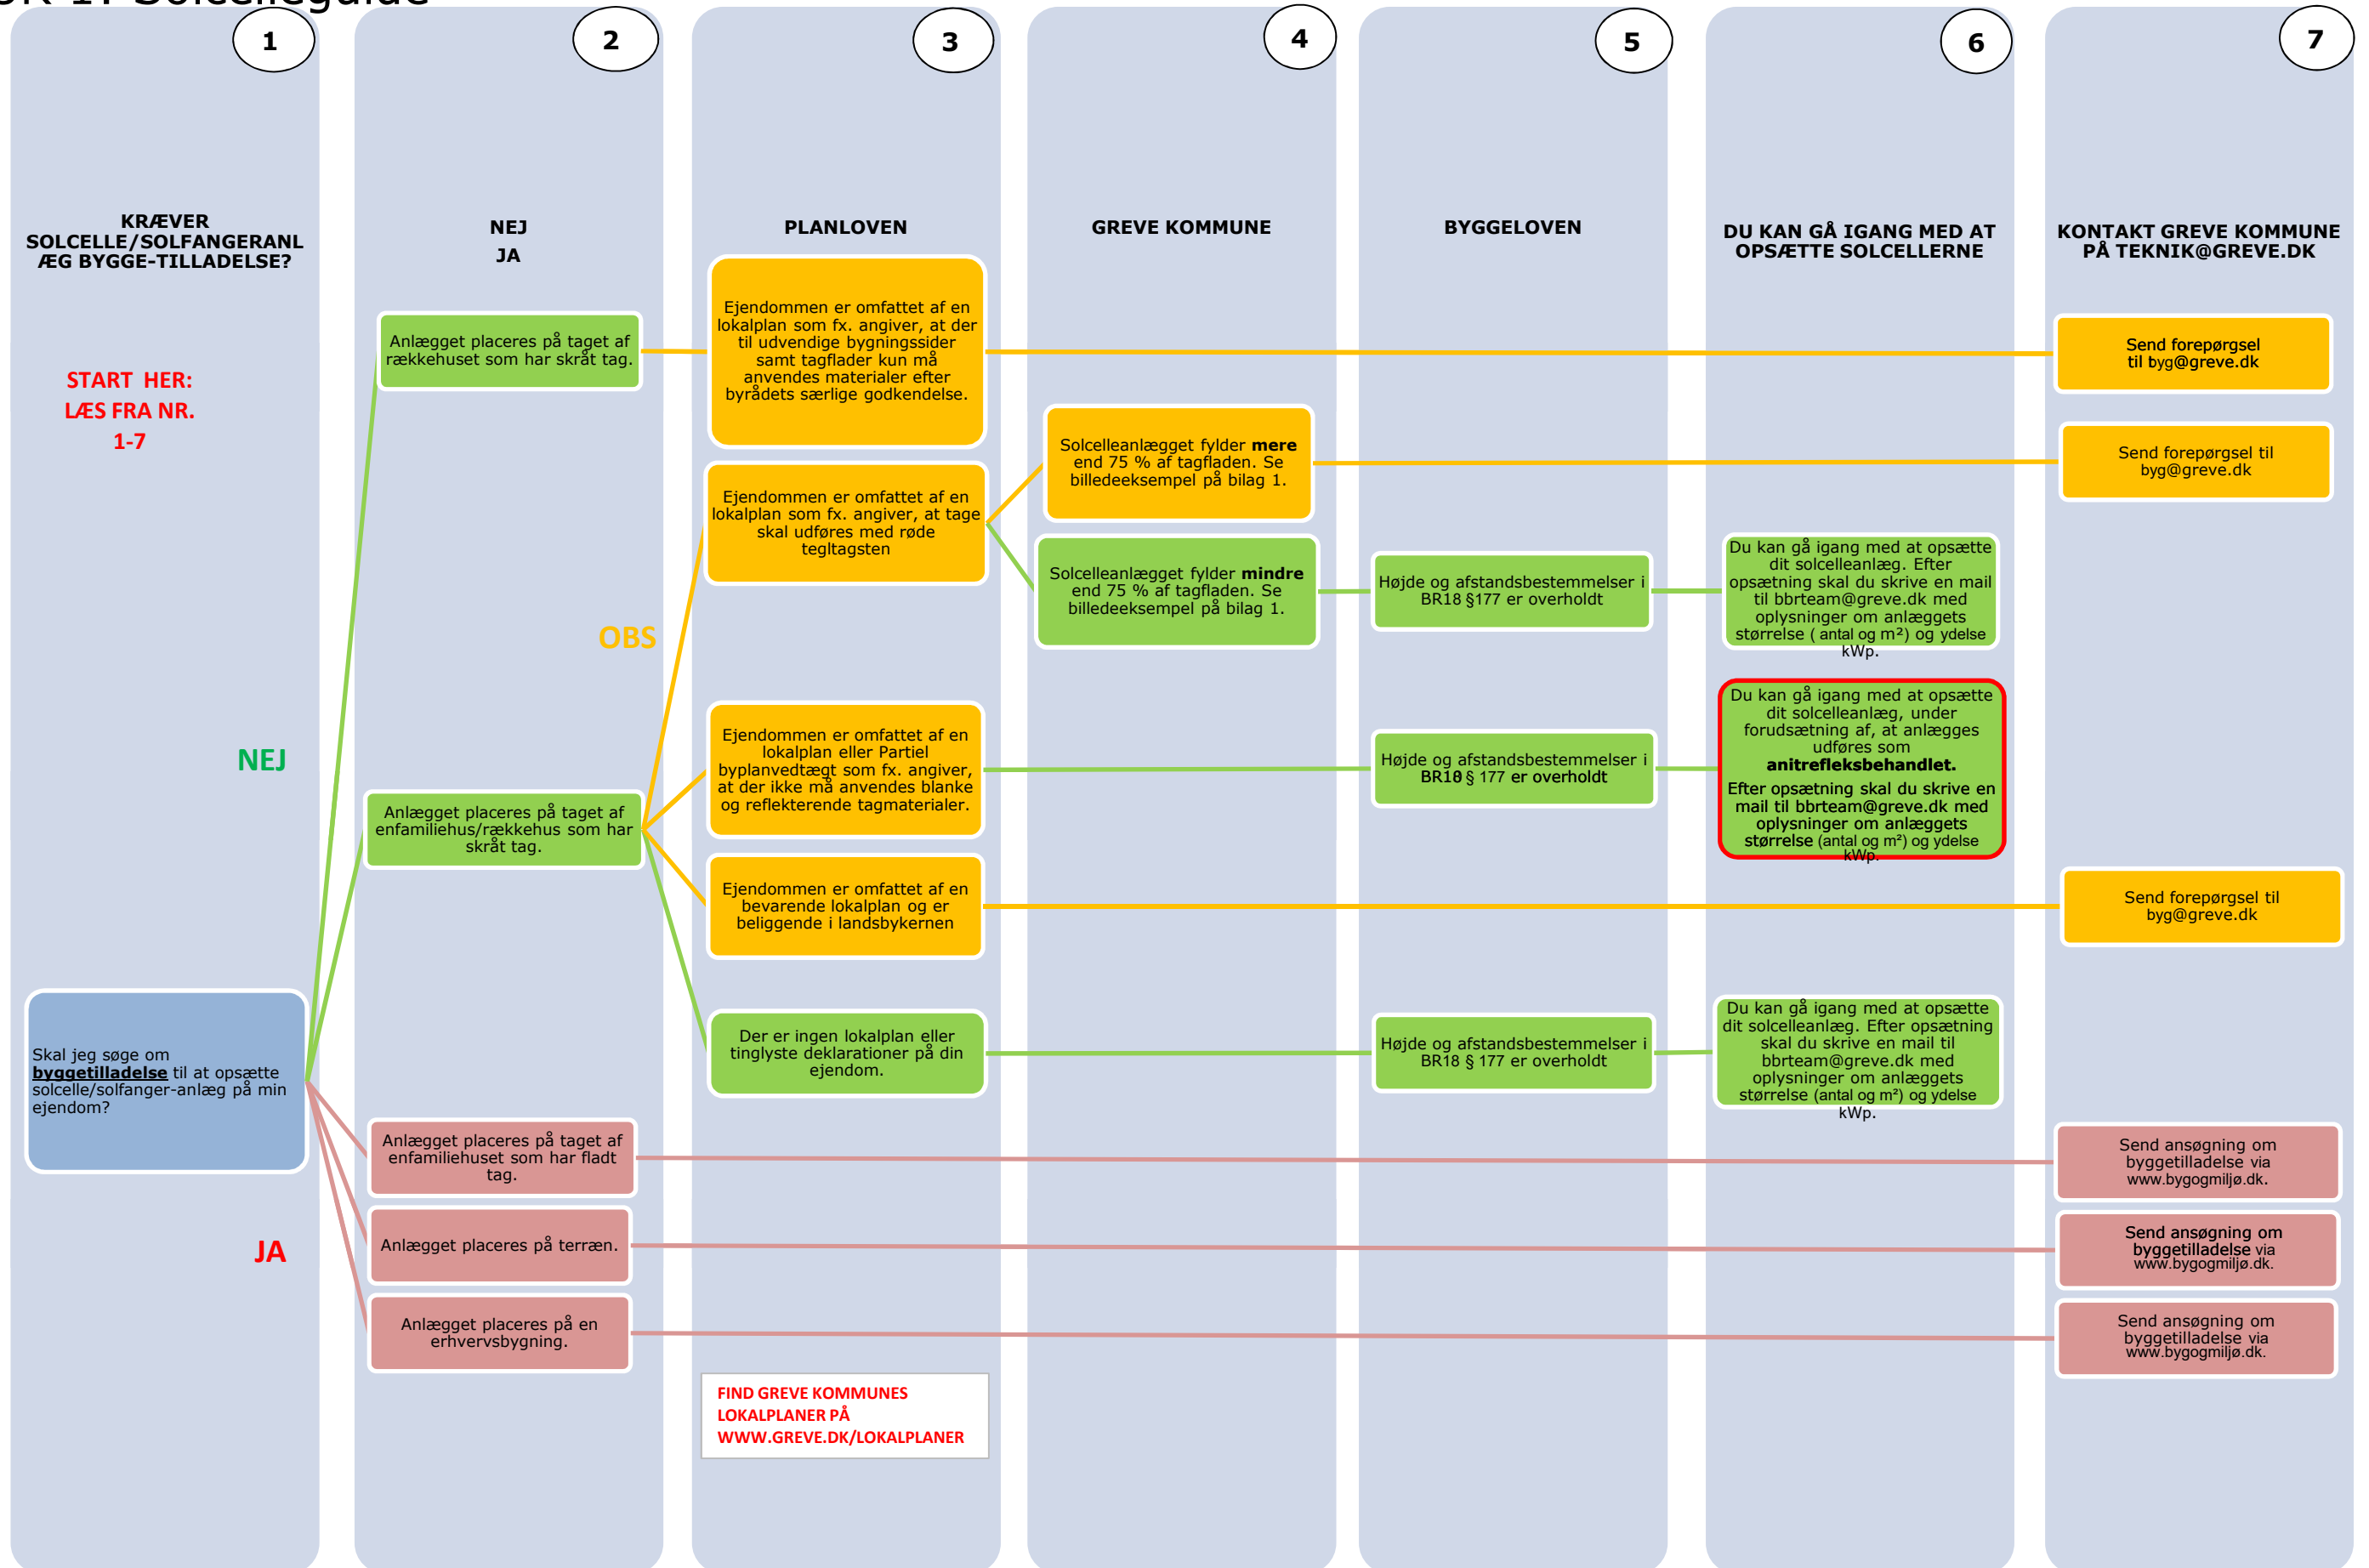 1: Solcelleguide
1
2
3
4
5
6
7
KRÆVER
SOLCELLE/SOLFANGERANL
ÆG BYGGE-TILLADELSE?
NEJ
JA
PLANLOVEN
GREVE KOMMUNE
BYGGELOVEN
DU KAN GÅ IGANG MED AT
OPSÆTTE SOLCELLERNE
KONTAKT GREVE KOMMUNE
PÅ TEKNIK@GREVE.DK
START HER:
LÆS FRA NR.
1-7
NEJ
Skal jeg søge om
byggetilladelse til at opsætte
solcelle/solfanger-anlæg på min
ejendom?
JA
Anlægget placeres på taget af
rækkehuset som har skråt tag.
OBS
Anlægget placeres på taget af
enfamiliehus/rækkehus som har
skråt tag.
Anlægget placeres på taget af
enfamiliehuset som har fladt
tag.
Anlægget placeres på terræn.
Anlægget placeres på en
erhvervsbygning.
Ejendommen er omfattet af en
lokalplan som fx. angiver, at der
til udvendige bygningssider
samt tagflader kun må
anvendes materialer efter
byrådets særlige godkendelse.
Ejendommen er omfattet af en
lokalplan som fx. angiver, at tage
skal udføres med røde
tegltagsten
Ejendommen er omfattet af en
lokalplan eller Partiel
byplanvedtægt som fx. angiver,
at der ikke må anvendes blanke
og reflekterende tagmaterialer.
Ejendommen er omfattet af en
bevarende lokalplan og er
beliggende i landsbykernen
Der er ingen lokalplan eller
tinglyste deklarationer på din
ejendom.
FIND GREVE KOMMUNES
LOKALPLANER PÅ
WWW.GREVE.DK/LOKALPLANER
Solcelleanlægget fylder mere
end 75 % af tagfladen. Se
billedeeksempel på bilag 1.
Solcelleanlægget fylder mindre
end 75 % af tagfladen. Se
billedeeksempel på bilag 1.
Højde og afstandsbestemmelser i
BR18 §177 er overholdt
Højde og afstandsbestemmelser i
BR18 § 177 er overholdt
Højde og afstandsbestemmelser i
BR18 § 177 er overholdt
Du kan gå igang med at opsætte
dit solcelleanlæg. Efter
opsætning skal du skrive en mail
til bbrteam@greve.dk med
oplysninger om anlæggets
størrelse ( antal og m²) og ydelse
kWp.
Du kan gå igang med at opsætte
dit solcelleanlæg, under
forudsætning af, at anlægges
udføres som
anitrefleksbehandlet.
Efter opsætning skal du skrive en
mail til bbrteam@greve.dk med
oplysninger om anlæggets
størrelse (antal og m²) og ydelse
kWp.
Du kan gå igang med at opsætte
dit solcelleanlæg. Efter opsætning
skal du skrive en mail til
bbrteam@greve.dk med
oplysninger om anlæggets
størrelse (antal og m²) og ydelse
kWp.
Send forepørgsel
til byg@greve.dk
Send forepørgsel til
byg@greve.dk
Send forepørgsel til
byg@greve.dk
Send ansøgning om
byggetilladelse via
www.bygogmiljø.dk.
Send ansøgning om
byggetilladelse via
www.bygogmiljø.dk.
Send ansøgning om
byggetilladelse via
www.bygogmiljø.dk.